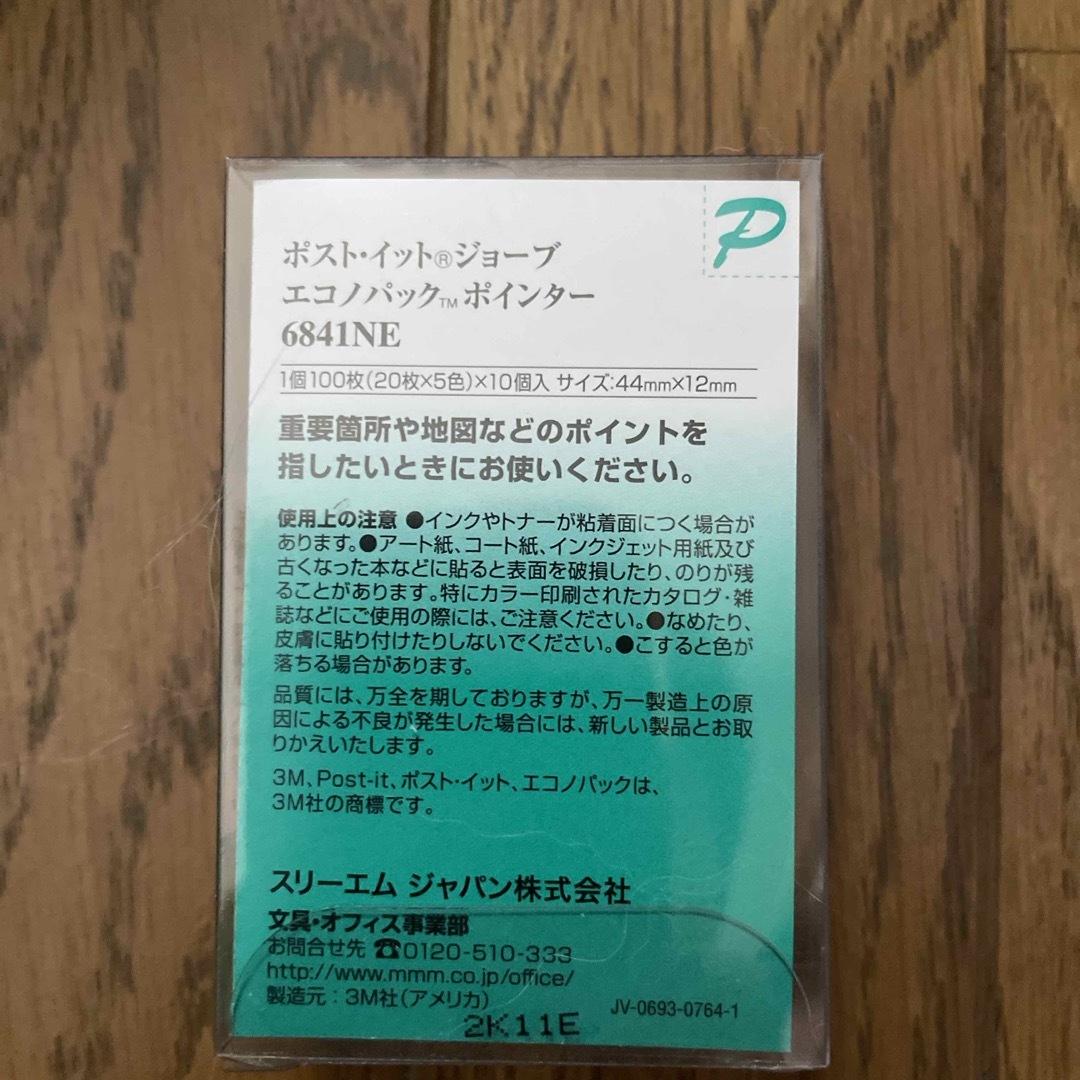 P
ポスト・イット®ジョーブ
エコノパック™ポインター
6841NE
1個100枚(20枚×5色)×10個入 サイズ:44mm×12mm
重要箇所や地図などのポイントを
指したいときにお使いください。
使用上の注意 ●インクやトナーが粘着面につく場合が
あります。●アート紙、コート紙、インクジェット用紙及び
古くなった本などに貼ると表面を破損したり、のりが残
ることがあります。特にカラー印刷されたカタログ・雑
誌などにご使用の際には、ご注意ください。●なめたり、
皮膚に貼り付けたりしないでください。●こすると色が
落ちる場合があります。
品質には、万全を期しておりますが、万一製造上の原
因による不良が発生した場合には、新しい製品とお取
りかえいたします。
3M、Post-it、ポスト・イット、エコノパックは、
3M社の商標です。
スリーエム ジャパン株式会社
文具・オフィス事業部
お問合せ先 ☎0120-510-333
http://www.mmm.co.jp/office/
製造元:3M社(アメリカ)
JV-0693-0764-1
2K11E